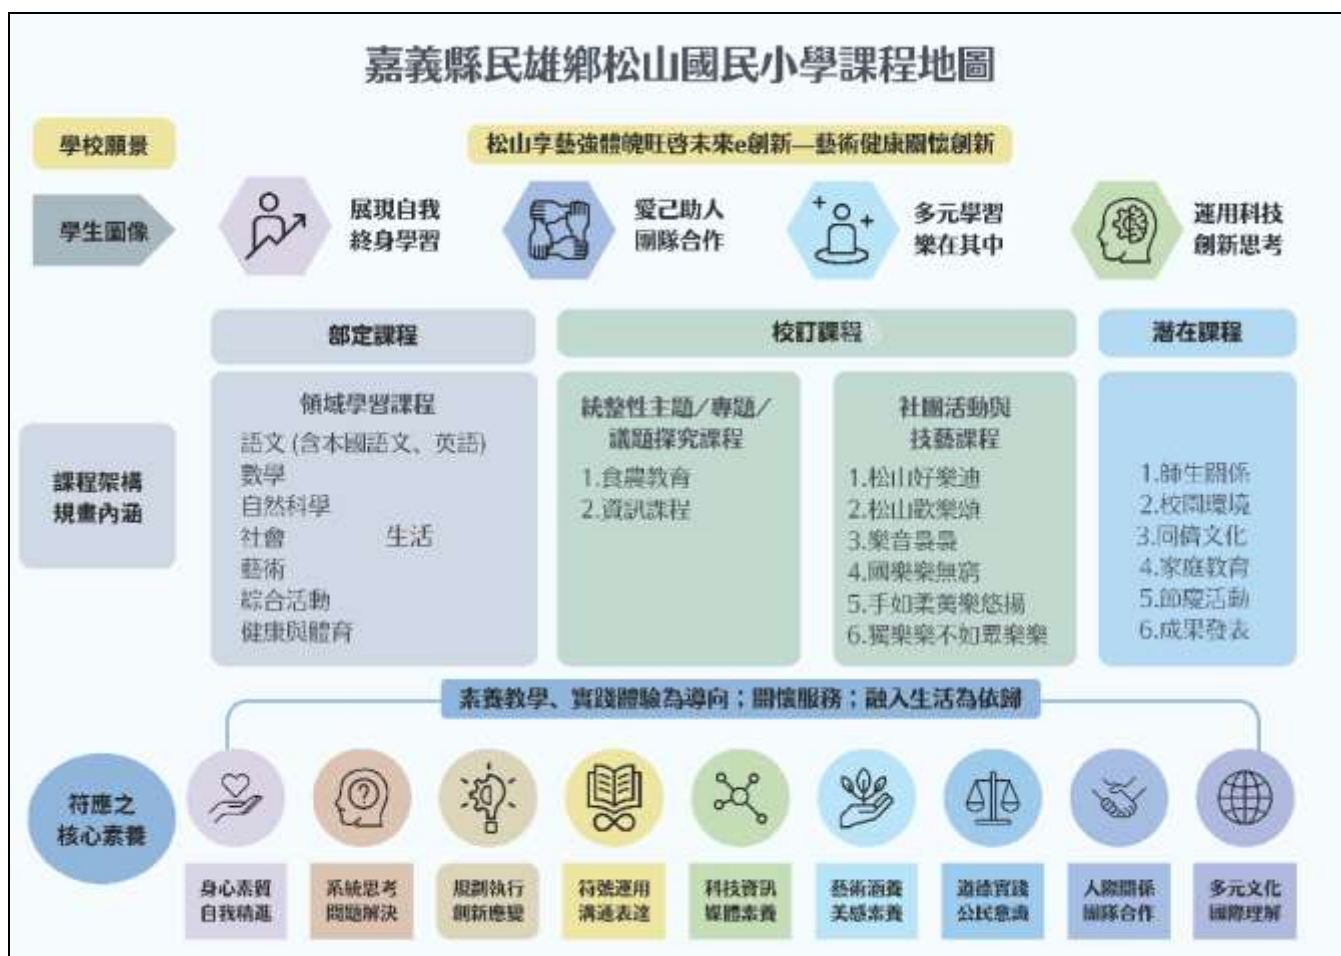 嘉義縣民雄鄉松山國民小學課程地圖
學校願景
松山享藝強體魄旺啓未來e創新—藝術健康關懷創新
學生圖像
展現自我
終身學習
愛己助人
團隊合作
多元學習
樂在其中
運用科技
創新思考
部定課程
校訂課程
潛在課程
課程架構
規畫內涵
領域學習課程
語文 (含本國語文、英語)
數學
自然科學
社會 生活
藝術
綜合活動
健康與體育
統整性主題/專題/
議題探究課程
1.食農教育
2.資訊課程
社團活動與
技藝課程
1.松山好樂迪
2.松山歡樂頌
3.樂音裊裊
4.國樂樂無窮
5.手如柔荑樂悠揚
6.獨樂樂不如眾樂樂
1.師生關係
2.校園環境
3.同儕文化
4.家庭教育
5.節慶活動
6.成果發表
素養教學、實踐體驗為導向;關懷服務;融入生活為依歸
符應之
核心素養
身心素質
自我精進
系統思考
問題解決
規劃執行
創新應變
符號運用
溝通表達
科技資訊
媒體素養
藝術涵養
美感素養
道德實踐
公民意識
人際關係
團隊合作
多元文化
國際理解